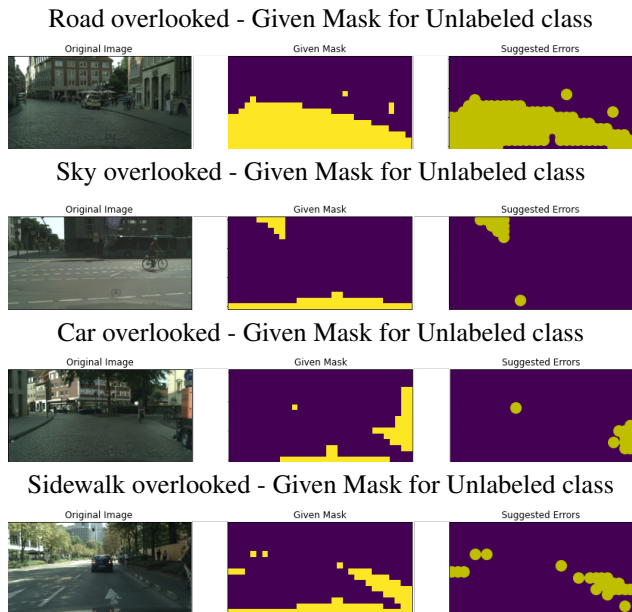 Road overlooked - Given Mask for Unlabeled class
Original Image Given Mask Suggested Errors
Sky overlooked - Given Mask for Unlabeled class
Original Image Given Mask Suggested Errors
Car overlooked - Given Mask for Unlabeled class
Original Image Given Mask Suggested Errors
Sidewalk overlooked - Given Mask for Unlabeled class
Original Image Given Mask Suggested Errors